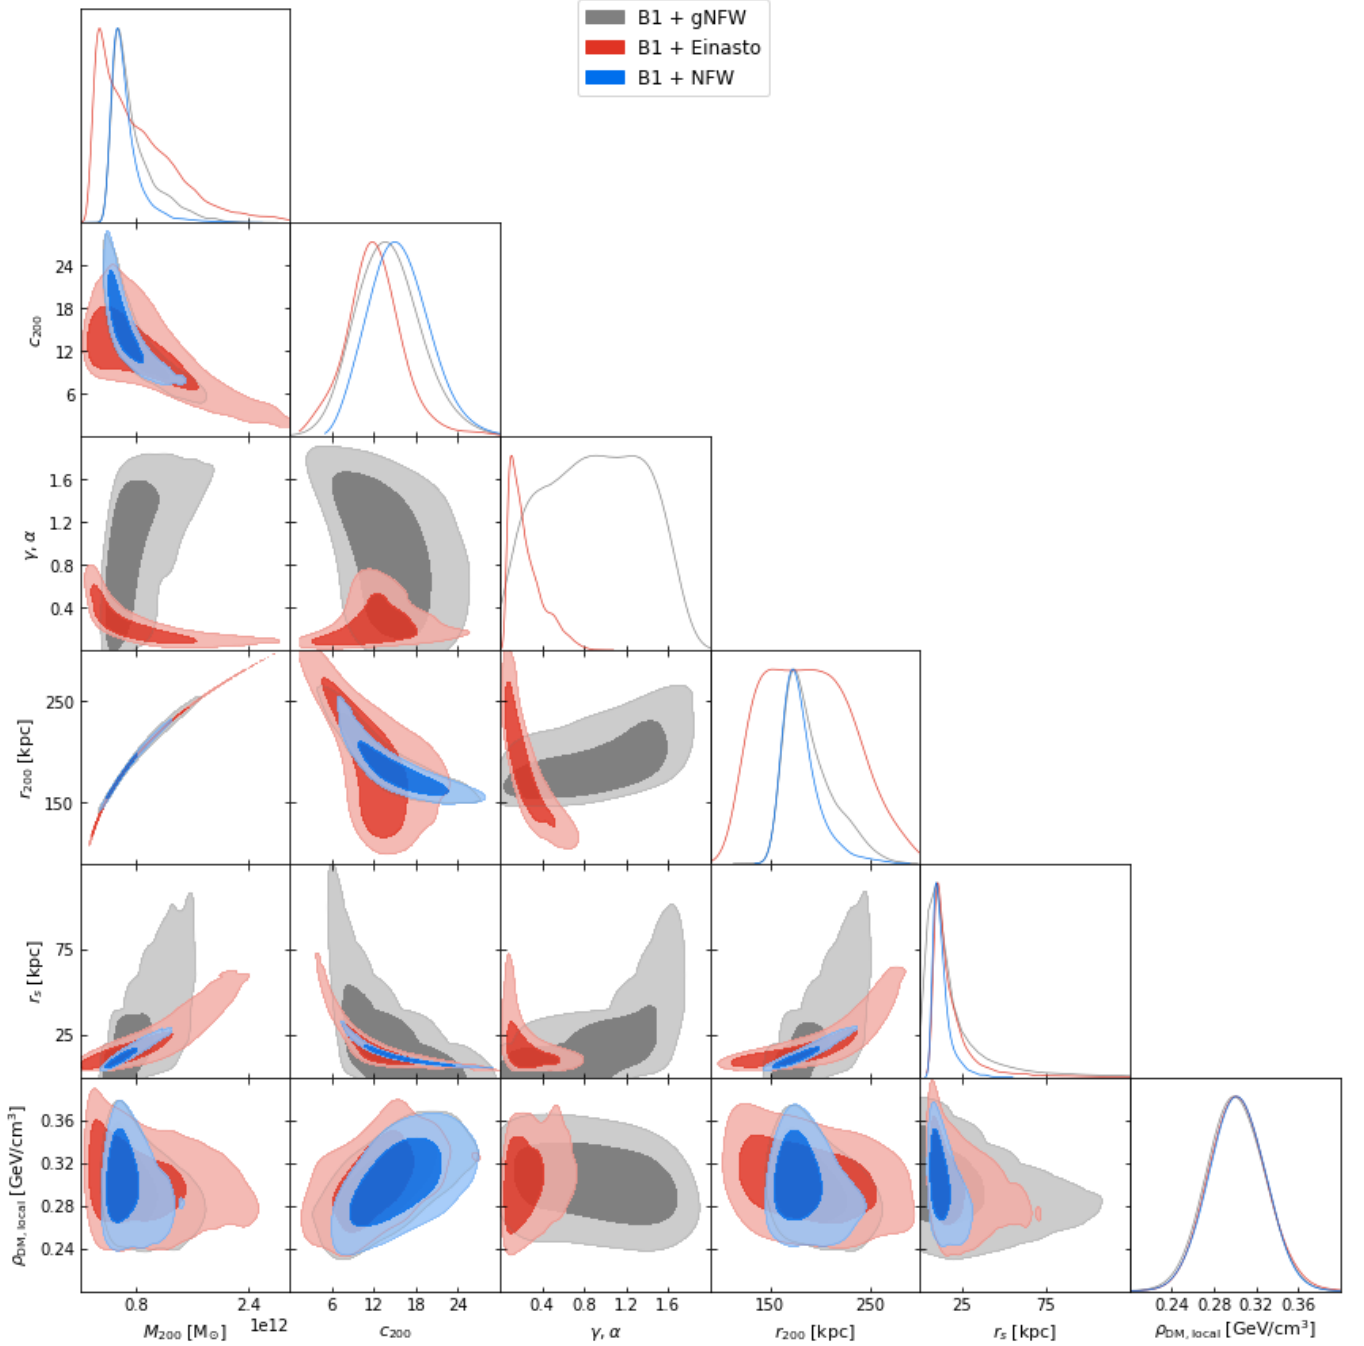 B1 + gNFW
B1 + Einasto
B1 + NFW
24
18
12
6
c₂₀₀
1.6
1.2
0.8
0.4
γ, α
250
150
r₂₀₀ [kpc]
75
25
rₛ [kpc]
0.36
0.32
0.28
0.24
ρ_DM, local [GeV/cm³]
0.8 2.4
1e12
M₂₀₀ [M⊙]
6 12 18 24
c₂₀₀
0.4 0.8 1.2 1.6
γ, α
150 250
r₂₀₀ [kpc]
25 75
rₛ [kpc]
0.24 0.28 0.32 0.36
ρ_DM, local [GeV/cm³]